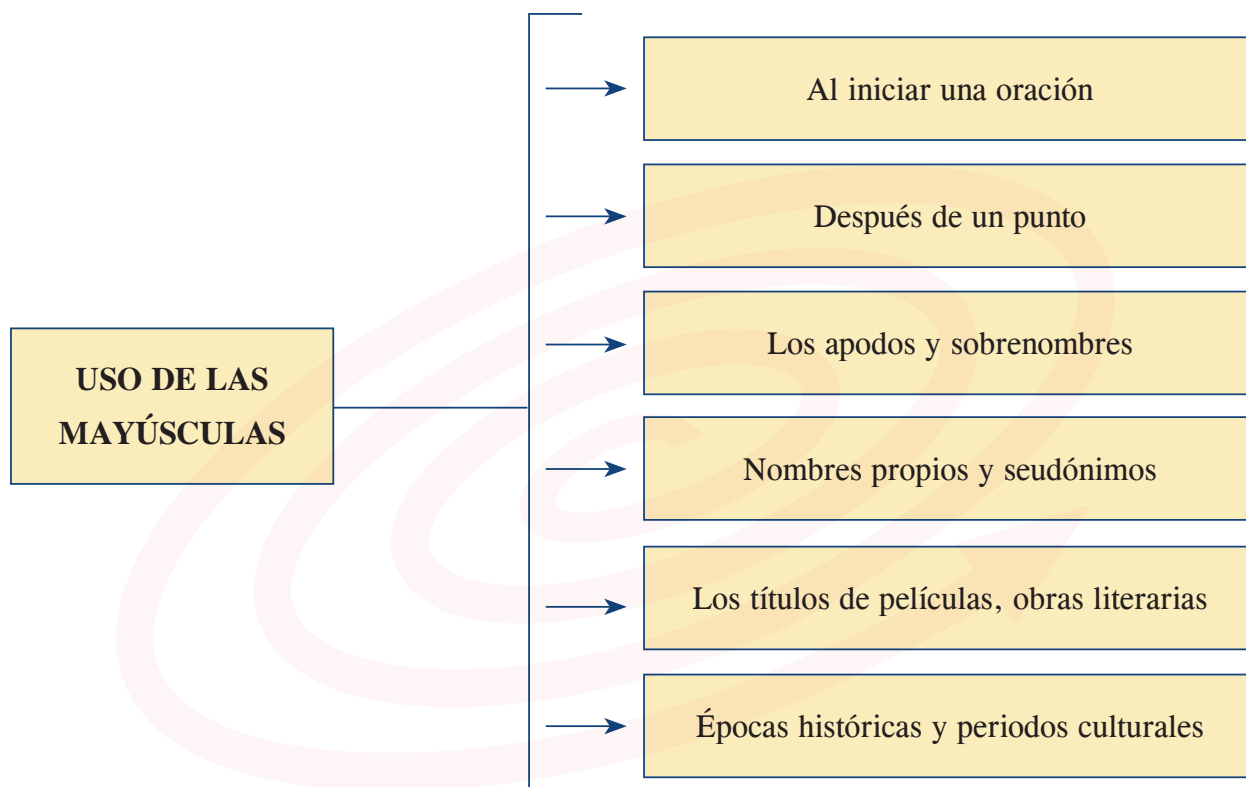 Al iniciar una oración
Después de un punto
Los apodos y sobrenombres
USO DE LAS
MAYÚSCULAS
Nombres propios y seudónimos
Los títulos de películas, obras literarias
Épocas históricas y periodos culturales